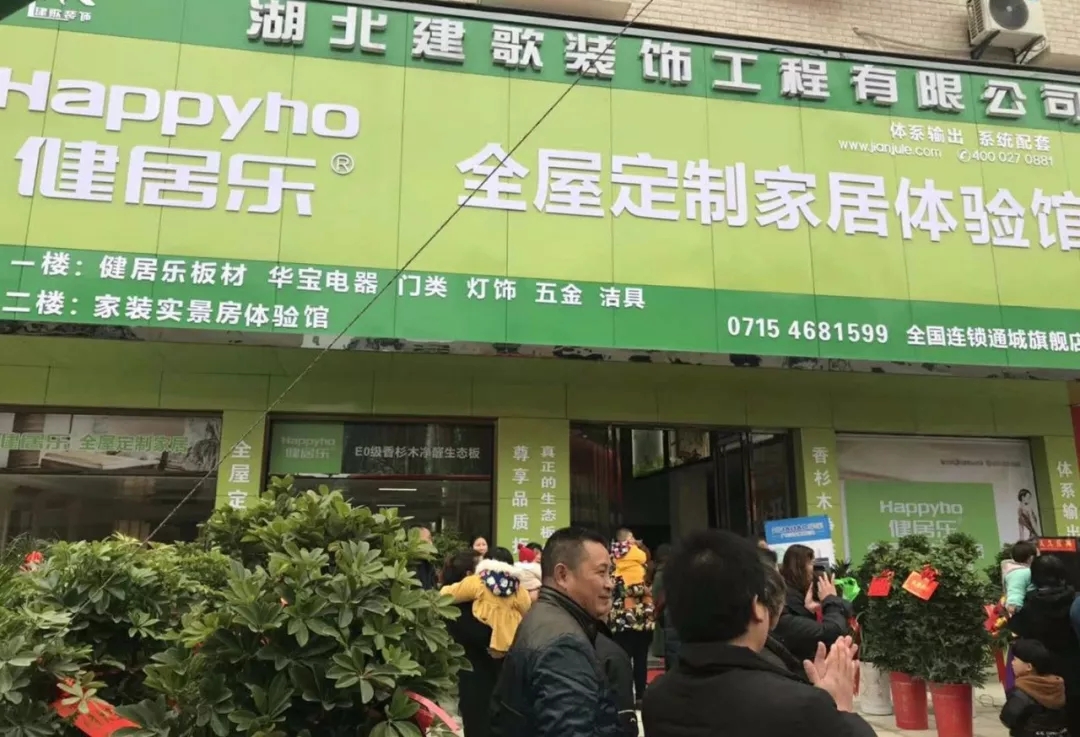 建歌装饰
湖北建歌装饰工程有限公司
Happyho
健居乐®
体系输出 系统配套
www.jianjule.com 400 027 0881
全屋定制家居体验馆
一楼：健居乐板材 华宝电器 门类 灯饰 五金 洁具
二楼：家装实景房体验馆
0715 4681599 全国连锁通城旗舰店
健居乐 全屋定制家居
全屋定
Happyho
健居乐
E0级香杉木净醛生态板
尊享品质
真正的生态板
香杉木
Happyho
健居乐
体系输出